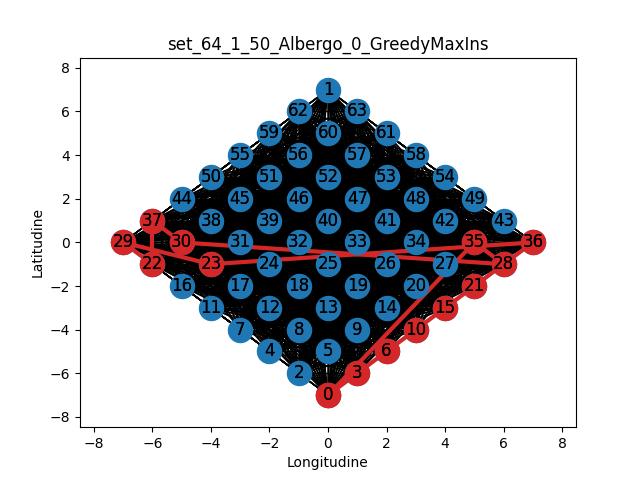 set_64_1_50_Albergo_0_GreedyMaxIns
8
6
4
2
0
−2
−4
−6
−8
Latitudine
1
62 63
59 60 61
55 56 57 58
50 51 52 53 54
44 45 46 47 48 49
37 38 39 40 41 42 43
29 30 31 32 33 34 35 36
22 23 24 25 26 27 28
16 17 18 19 20 21
11 12 13 14 15
7 8 9 10
4 5 6
2 3
0
−8 −6 −4 −2 0 2 4 6 8
Longitudine